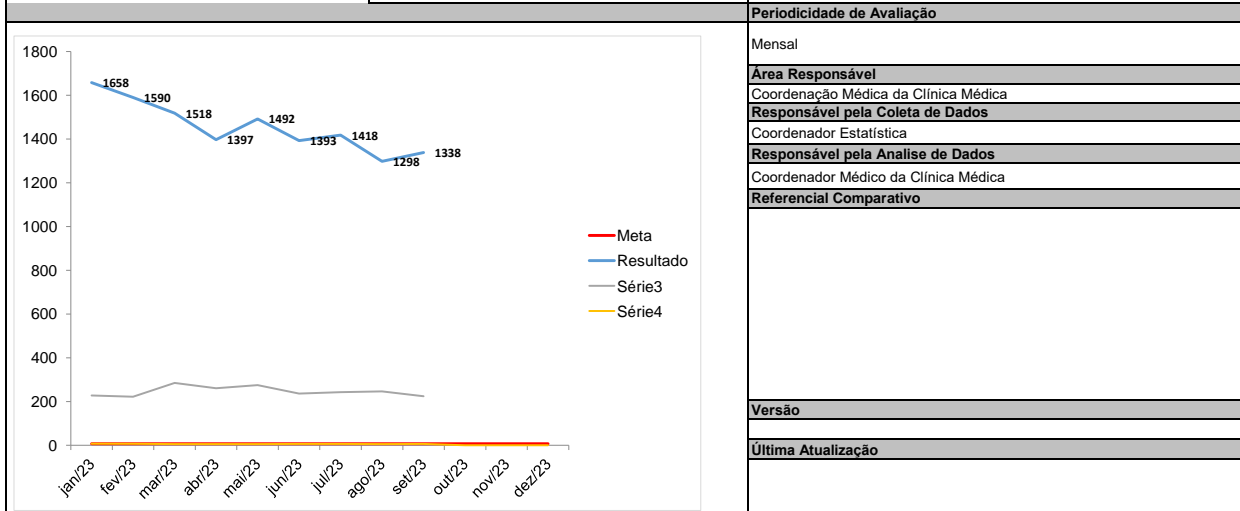 1800
1600
1400
1200
1000
800
600
400
200
0
1658
1590
1518
1397
1492
1393
1418
1298
1338
jan/23
fev/23
mar/23
abr/23
mai/23
jun/23
jul/23
ago/23
set/23
out/23
nov/23
dez/23
Meta
Resultado
Série3
Série4
Periodicidade de Avaliação
Mensal
Área Responsável
Coordenação Médica da Clínica Médica
Responsável pela Coleta de Dados
Coordenador Estatística
Responsável pela Analise de Dados
Coordenador Médico da Clínica Médica
Referencial Comparativo
Versão
Última Atualização